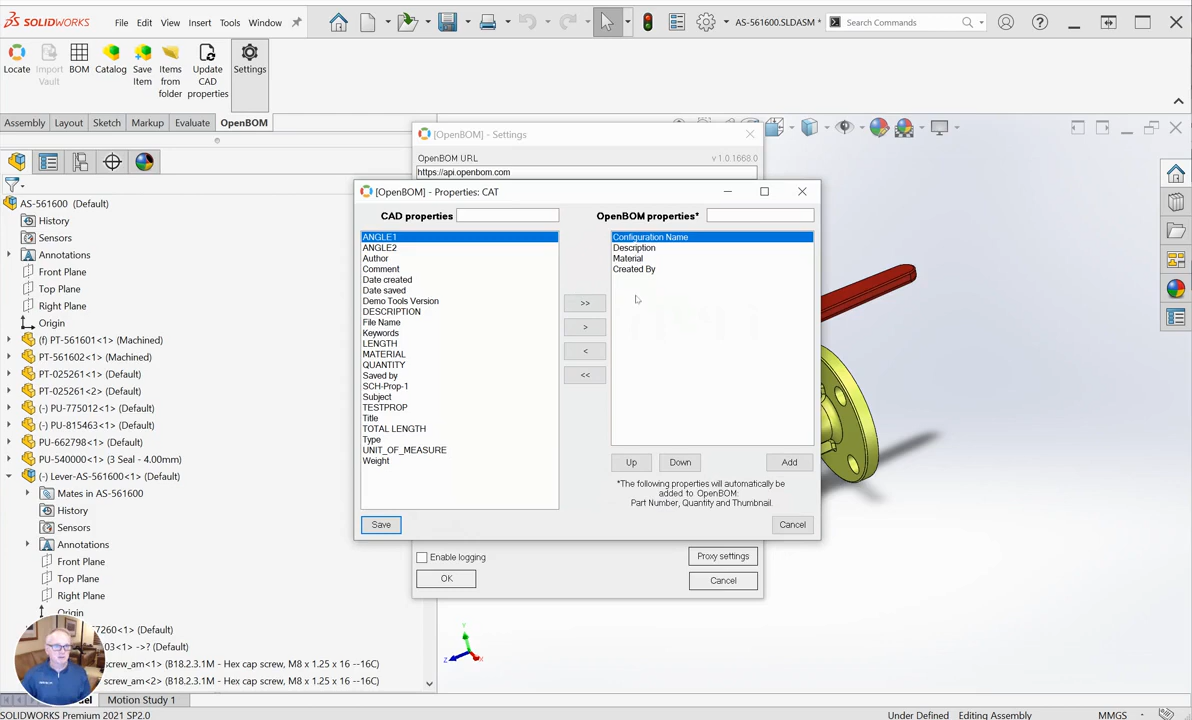 SOLIDWORKS
File Edit View Insert Tools Window
AS-561600.SLDASM *
Search Commands
Locate
Import Vault
BOM
Catalog
Save Item
Items from folder
Update CAD properties
Settings
Assembly Layout Sketch Markup Evaluate OpenBOM
[OpenBOM] - Settings
OpenBOM URL
v 1.0.1668.0
https://api.openbom.com
[OpenBOM] - Properties: CAT
CAD properties
OpenBOM properties*
ANGLE1
ANGLE2
Author
Comment
Date created
Date saved
Demo Tools Version
DESCRIPTION
File Name
Keywords
LENGTH
MATERIAL
QUANTITY
Saved by
SCH-Prop-1
Subject
TESTPROP
Title
TOTAL LENGTH
Type
UNIT_OF_MEASURE
Weight
>>
>
<
<<
Configuration Name
Description
Material
Created By
Up
Down
Add
*The following properties will automatically be
added to OpenBOM:
Part Number, Quantity and Thumbnail.
Save
Cancel
Enable logging
Proxy settings
OK
Cancel
AS-561600 (Default)
History
Sensors
Annotations
Front Plane
Top Plane
Right Plane
Origin
(f) PT-561601<1> (Machined)
PT-561602<1> (Machined)
PT-025261<1> (Default)
PT-025261<2> (Default)
(-) PU-775012<1> (Default)
(-) PU-815463<1> (Default)
PU-662798<1> (Default)
PU-540000<1> (3 Seal - 4.00mm)
(-) Lever-AS-561600<1> (Default)
Mates in AS-561600
History
Sensors
Annotations
Front Plane
Top Plane
Right Plane
Origin
7260<1> (Default)
03<1> ->? (Default)
screw_am<1> (B18.2.3.1M - Hex cap screw, M8 x 1.25 x 16 --16C)
screw_am<2> (B18.2.3.1M - Hex cap screw, M8 x 1.25 x 16 --16C)
Motion Study 1
SOLIDWORKS Premium 2021 SP2.0
Under Defined
Editing Assembly
MMGS